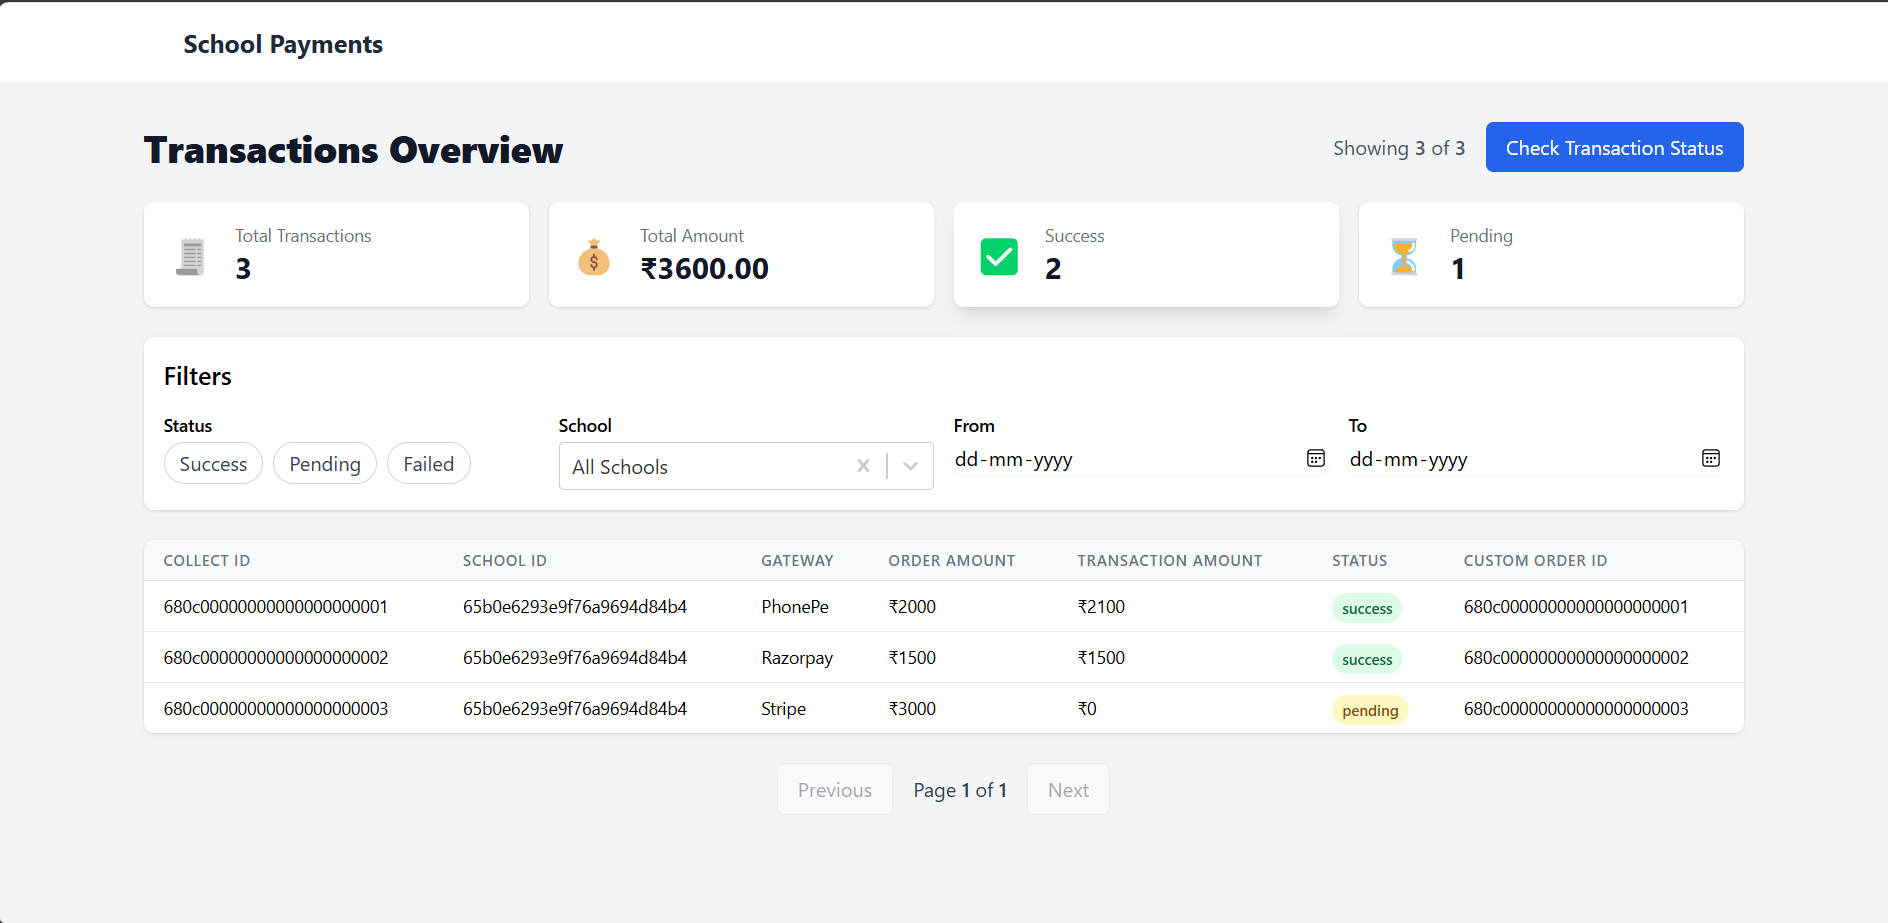 School Payments
Transactions Overview
Showing 3 of 3
Check Transaction Status
Total Transactions
3
Total Amount
₹3600.00
Success
2
Pending
1
Filters
Status
Success Pending Failed
School
All Schools
From
dd-mm-yyyy
To
dd-mm-yyyy
COLLECT ID SCHOOL ID GATEWAY ORDER AMOUNT TRANSACTION AMOUNT STATUS CUSTOM ORDER ID
680c00000000000000000001 65b0e6293e9f76a9694d84b4 PhonePe ₹2000 ₹2100 success 680c00000000000000000001
680c00000000000000000002 65b0e6293e9f76a9694d84b4 Razorpay ₹1500 ₹1500 success 680c00000000000000000002
680c00000000000000000003 65b0e6293e9f76a9694d84b4 Stripe ₹3000 ₹0 pending 680c00000000000000000003
Previous Page 1 of 1 Next